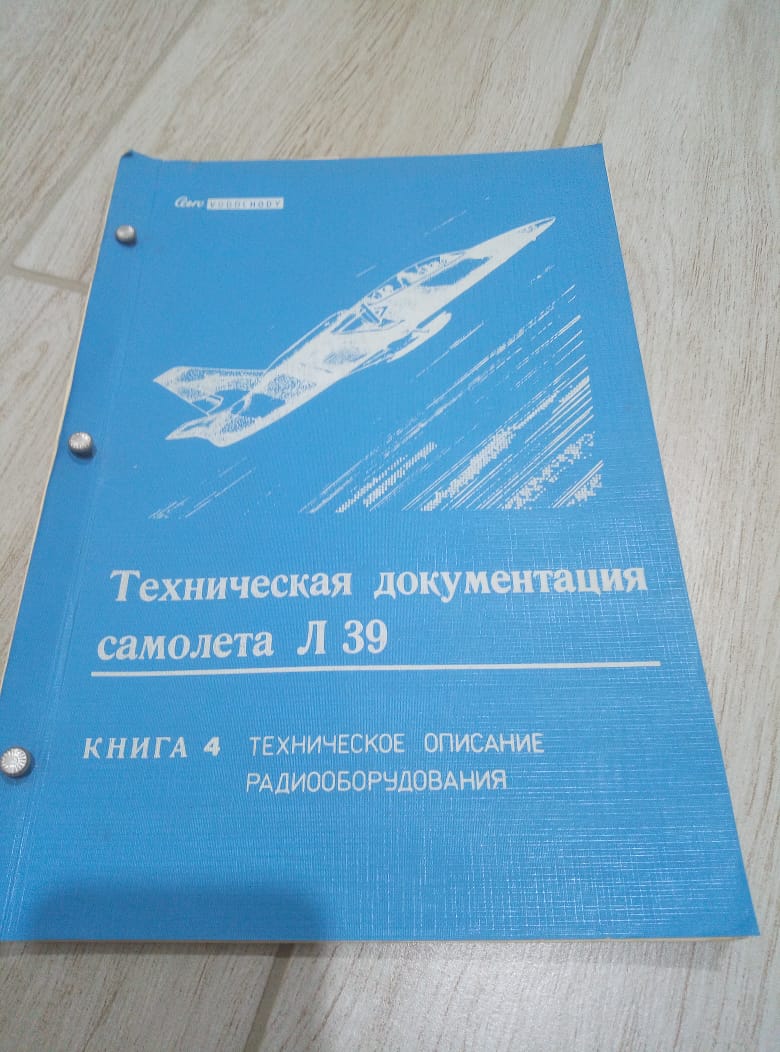 Aero VODOCHODY
Техническая документация
самолета Л 39
КНИГА 4 ТЕХНИЧЕСКОЕ ОПИСАНИЕ
РАДИООБОРУДОВАНИЯ